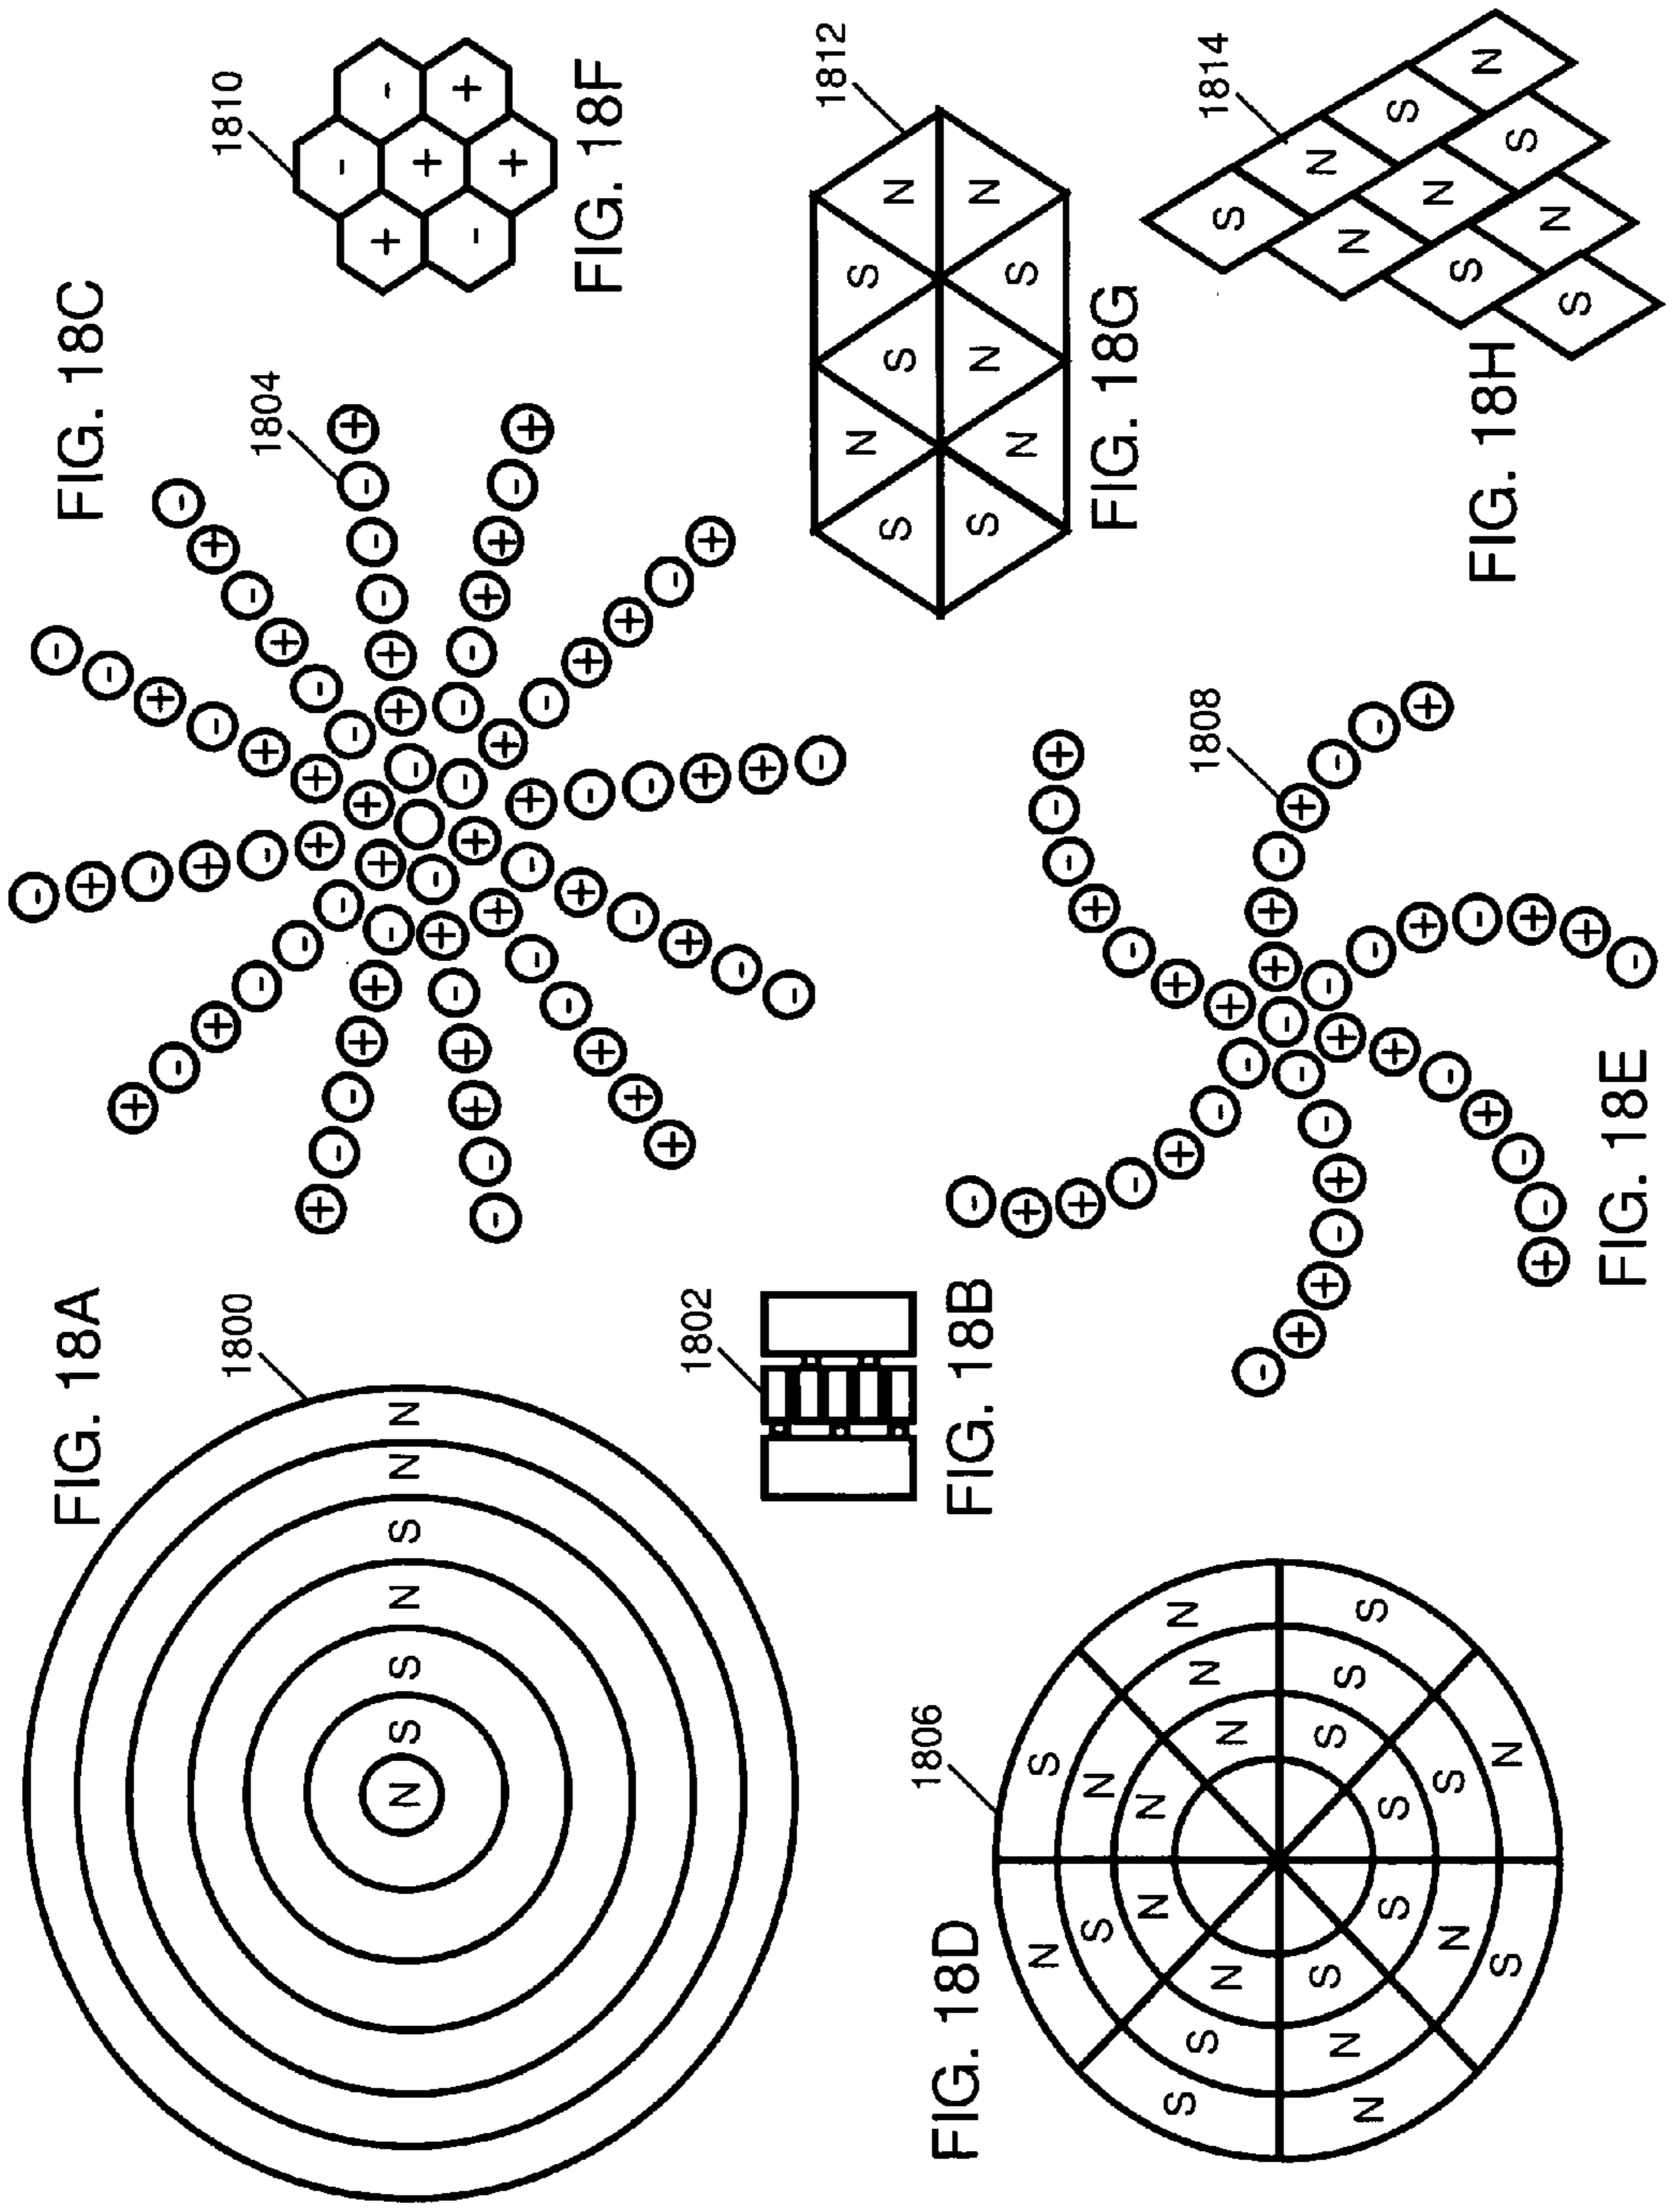 FIG. 18A
1800
N S S N S N N
FIG. 18C
1804
- + - + - + +
- - + - + + +
- + - + - - -
+ - - - + +
+ - + + - -
+ - + + - + -
- + + - - + +
- - + - + -
+ + + - - + -
- - + + - +
+ - - + + -
+ - + - - -
1810
-
+ -
+
- +
+
FIG. 18F
1802
FIG. 18B
1812
N S
S S N
S N N
N S
FIG. 18G
FIG. 18D
1806
N S
S N
N N
S N
S N
N N
S S
N S
N S
S S
N S
S N
1808
+ - - + - + +
+ - - + - + + -
- + + - + - -
+ - - + - + +
- + + - + - -
- + + - + - -
FIG. 18E
1814
S N S N
N N S
S N
S
FIG. 18H